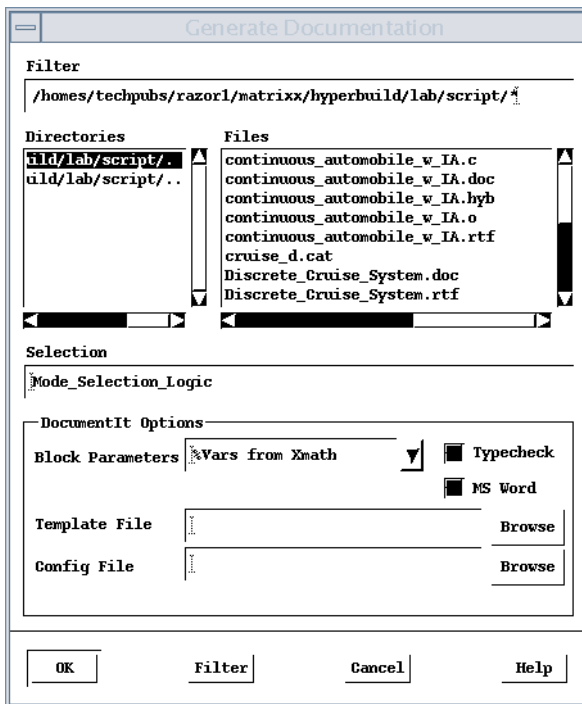 Generate Documentation
Filter
/homes/techpubs/razor1/matrixx/hyperbuild/lab/script/*
Directories
uild/lab/script/.
uild/lab/script/..
Files
continuous_automobile_w_IA.c
continuous_automobile_w_IA.doc
continuous_automobile_w_IA.hyb
continuous_automobile_w_IA.o
continuous_automobile_w_IA.rtf
cruise_d.cat
Discrete_Cruise_System.doc
Discrete_Cruise_System.rtf
Selection
Mode_Selection_Logic
DocumentIt Options
Block Parameters %Vars from Xmath Typecheck
MS Word
Template File Browse
Config File Browse
OK Filter Cancel Help